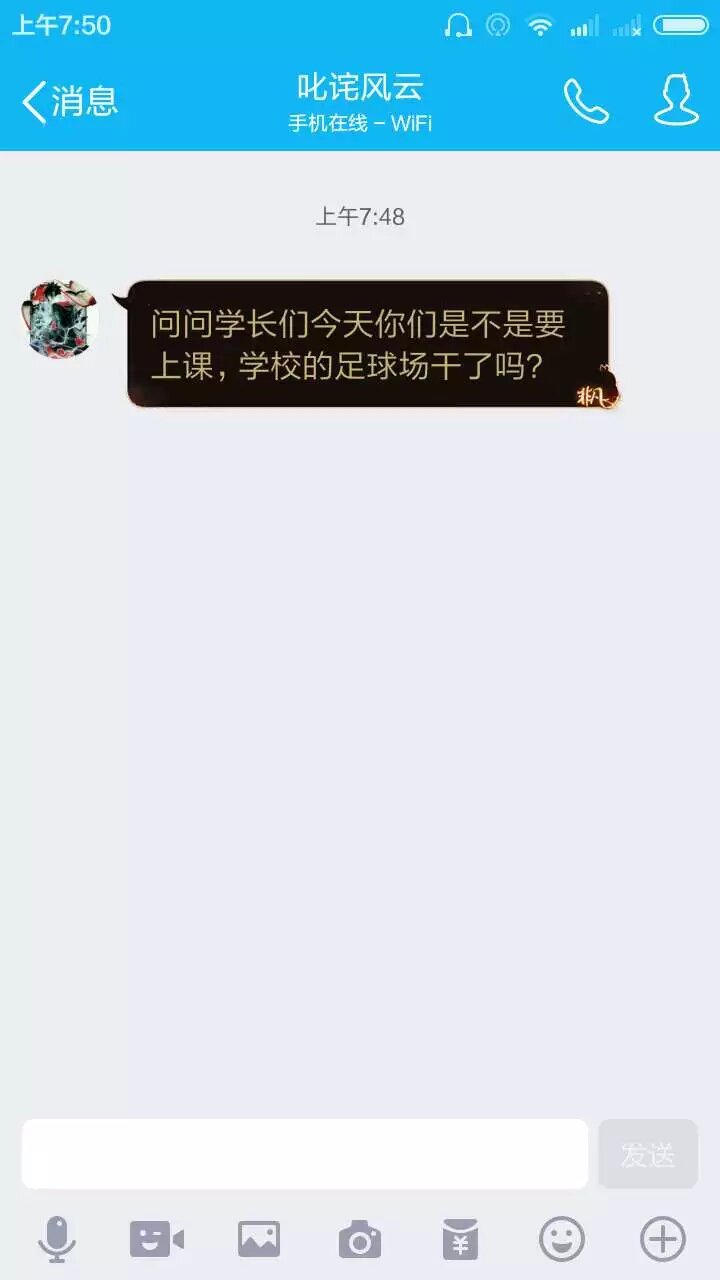 上午7:50
消息
叱诧风云
手机在线 – WiFi
上午7:48
问问学长们今天你们是不是要
上课，学校的足球场干了吗？
非凡
发送